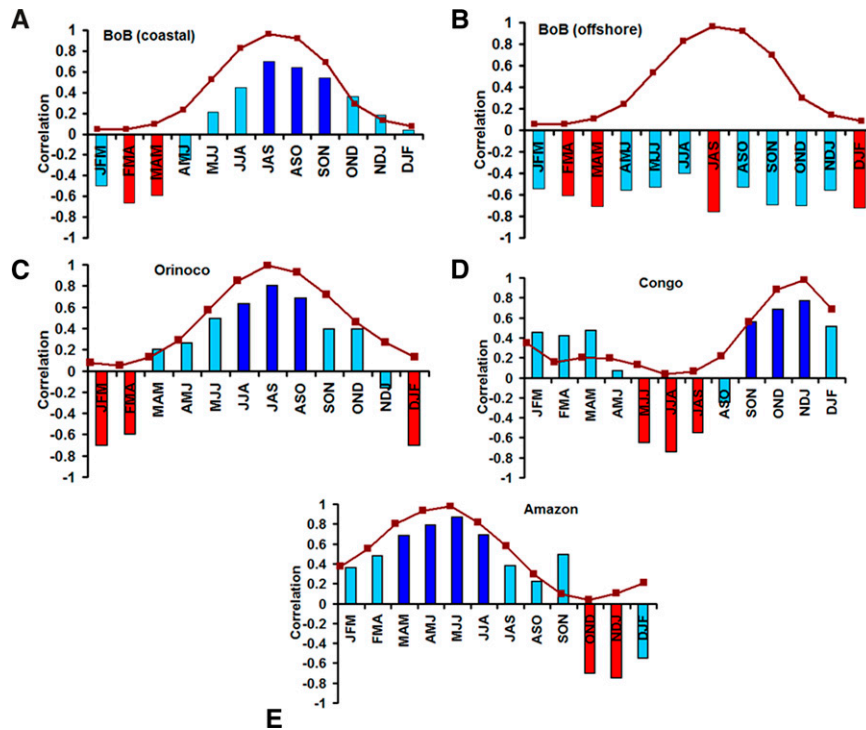 A
BoB (coastal)
Correlation
1
0.8
0.6
0.4
0.2
0
-0.2
-0.4
-0.6
-0.8
-1
JFM FMA MAM AMJ MJJ JJA JAS ASO SON OND NDJ DJF
B
BoB (offshore)
Correlation
1
0.8
0.6
0.4
0.2
0
-0.2
-0.4
-0.6
-0.8
-1
JFM FMA MAM AMJ MJJ JJA JAS ASO SON OND NDJ DJF
C
Orinoco
Correlation
1
0.8
0.6
0.4
0.2
0
-0.2
-0.4
-0.6
-0.8
-1
JFM FMA MAM AMJ MJJ JJA JAS ASO SON OND NDJ DJF
D
Congo
Correlation
1
0.8
0.6
0.4
0.2
0
-0.2
-0.4
-0.6
-0.8
-1
JFM FMA MAM AMJ MJJ JJA JAS ASO SON OND NDJ DJF
Amazon
Correlation
1
0.8
0.6
0.4
0.2
0
-0.2
-0.4
-0.6
-0.8
-1
JFM FMA MAM AMJ MJJ JJA JAS ASO SON OND NDJ DJF
E